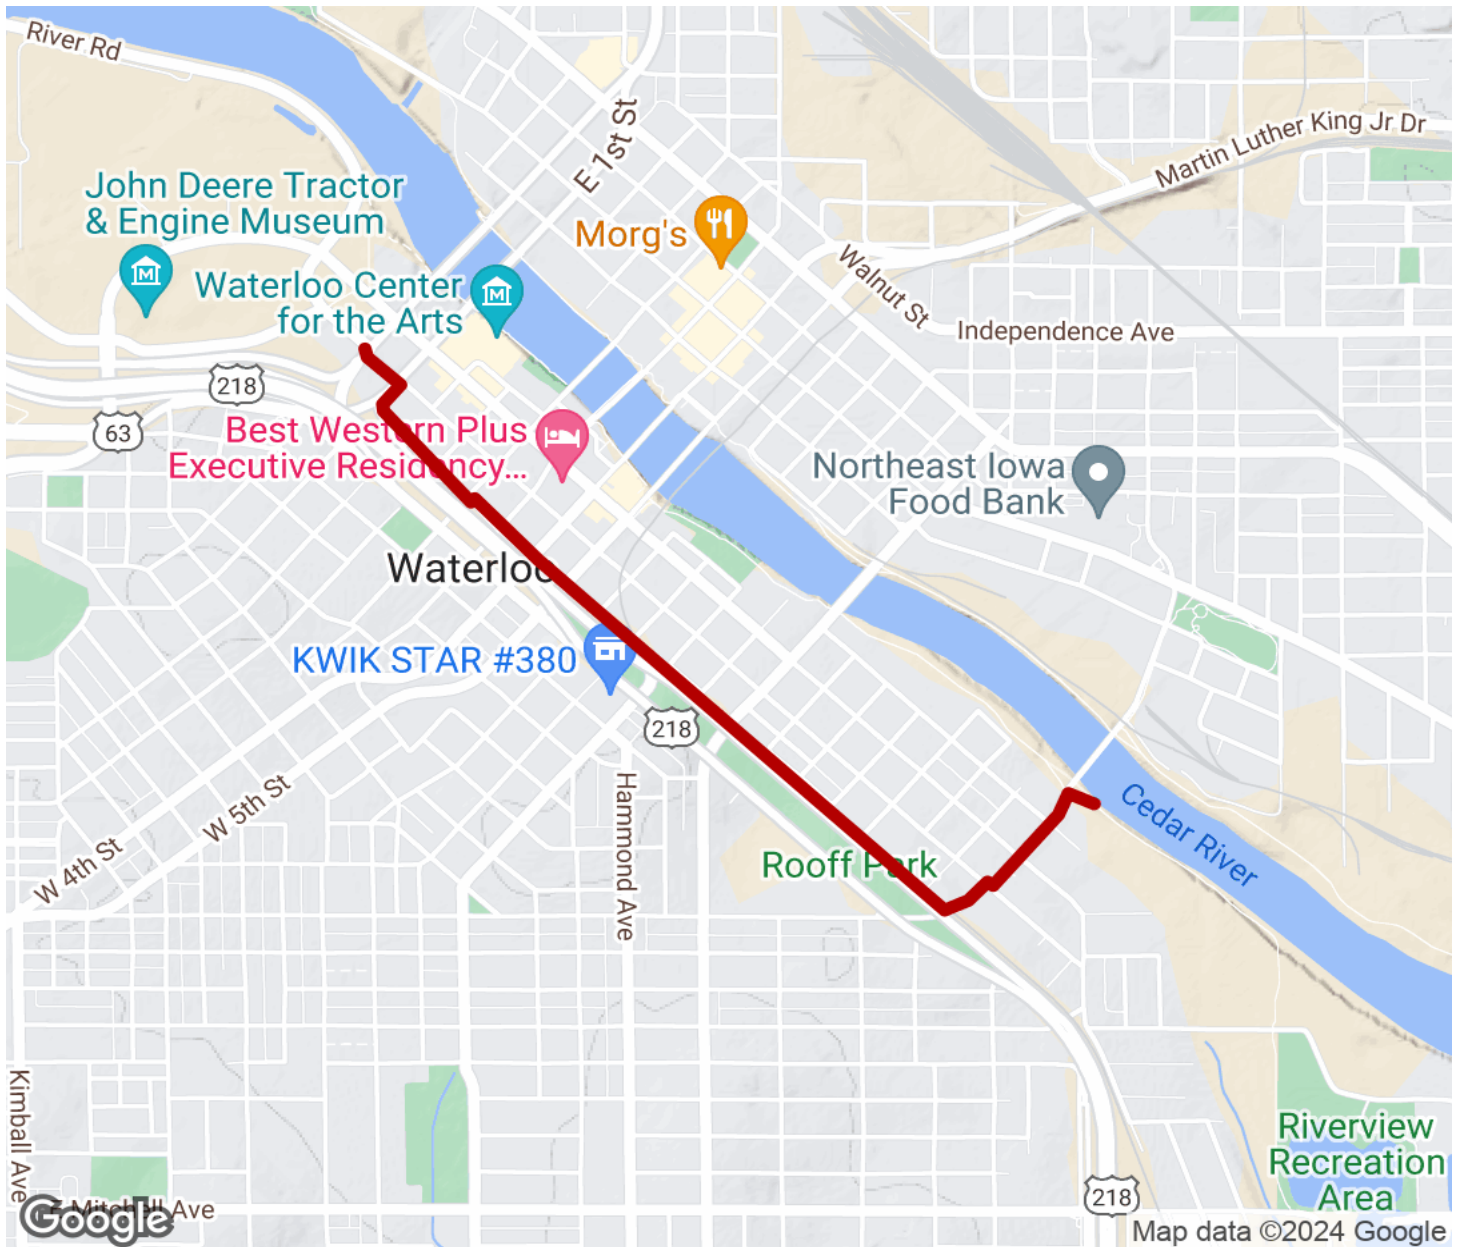 River Rd
E 1st St
Martin Luther King Jr Dr
John Deere Tractor
& Engine Museum
Morg's
Walnut St
Waterloo Center
for the Arts
Independence Ave
218
63
Best Western Plus
Executive Residency...
Northeast Iowa
Food Bank
Waterloo
KWIK STAR #380
218
Hammond Ave
W 5th St
W 4th St
Rooff Park
Cedar River
Kimball Ave
Riverview
Recreation
Area
218
E Mitchell Ave
Google
Map data ©2024 Google